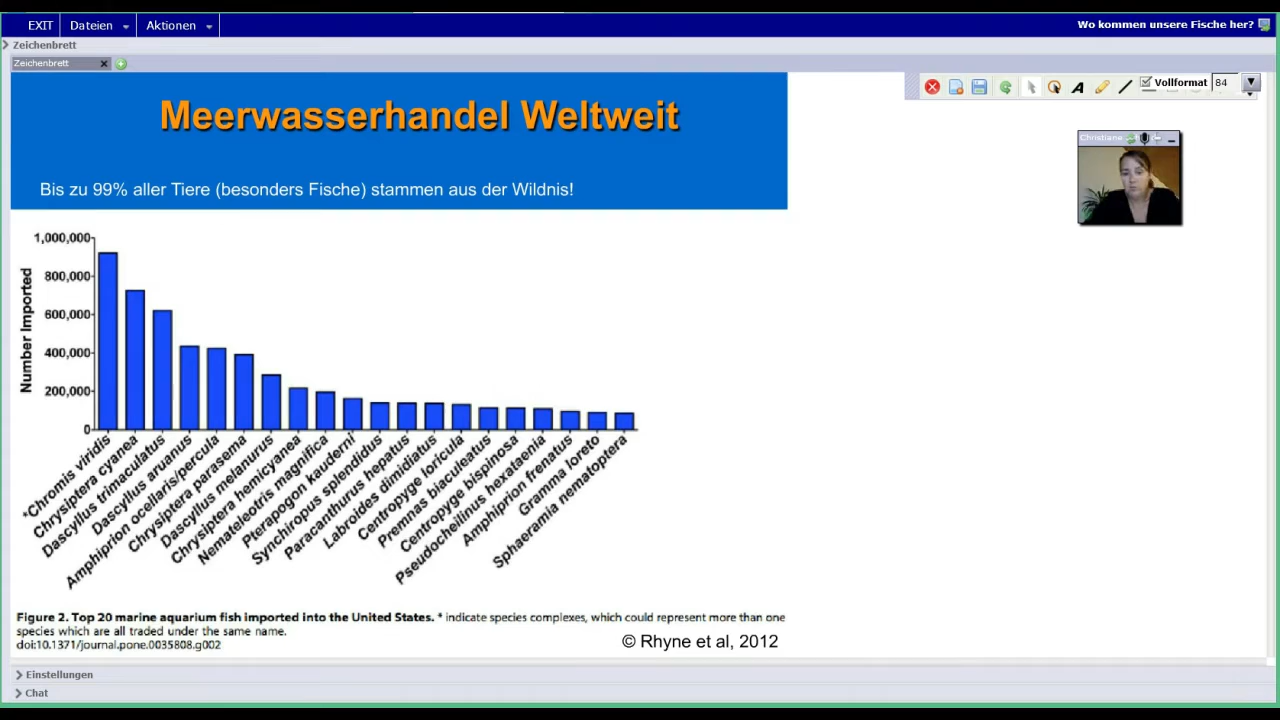 EXIT Dateien Aktionen Wo kommen unsere Fische her?
Zeichenbrett
Zeichenbrett
Vollformat 84
Meerwasserhandel Weltweit
Christiane
Bis zu 99% aller Tiere (besonders Fische) stammen aus der Wildnis!
Number Imported
1,000,000
800,000
600,000
400,000
200,000
0
*Chromis viridis
Chrysiptera cyanea
Dascyllus trimaculatus
Dascyllus aruanus
Amphiprion ocellaris/percula
Chrysiptera parasema
Dascyllus melanurus
Chrysiptera hemicyanea
Nemateleotris magnifica
Pterapogon kauderni
Synchiropus splendidus
Paracanthurus hepatus
Labroides dimidiatus
Centropyge loricula
Premnas biaculeatus
Centropyge bispinosa
Pseudocheilinus hexataenia
Amphiprion frenatus
Gramma loreto
Sphaeramia nematoptera
Figure 2. Top 20 marine aquarium fish imported into the United States. * indicate species complexes, which could represent more than one
species which are all traded under the same name.
doi:10.1371/journal.pone.0035808.g002
© Rhyne et al, 2012
Einstellungen
Chat